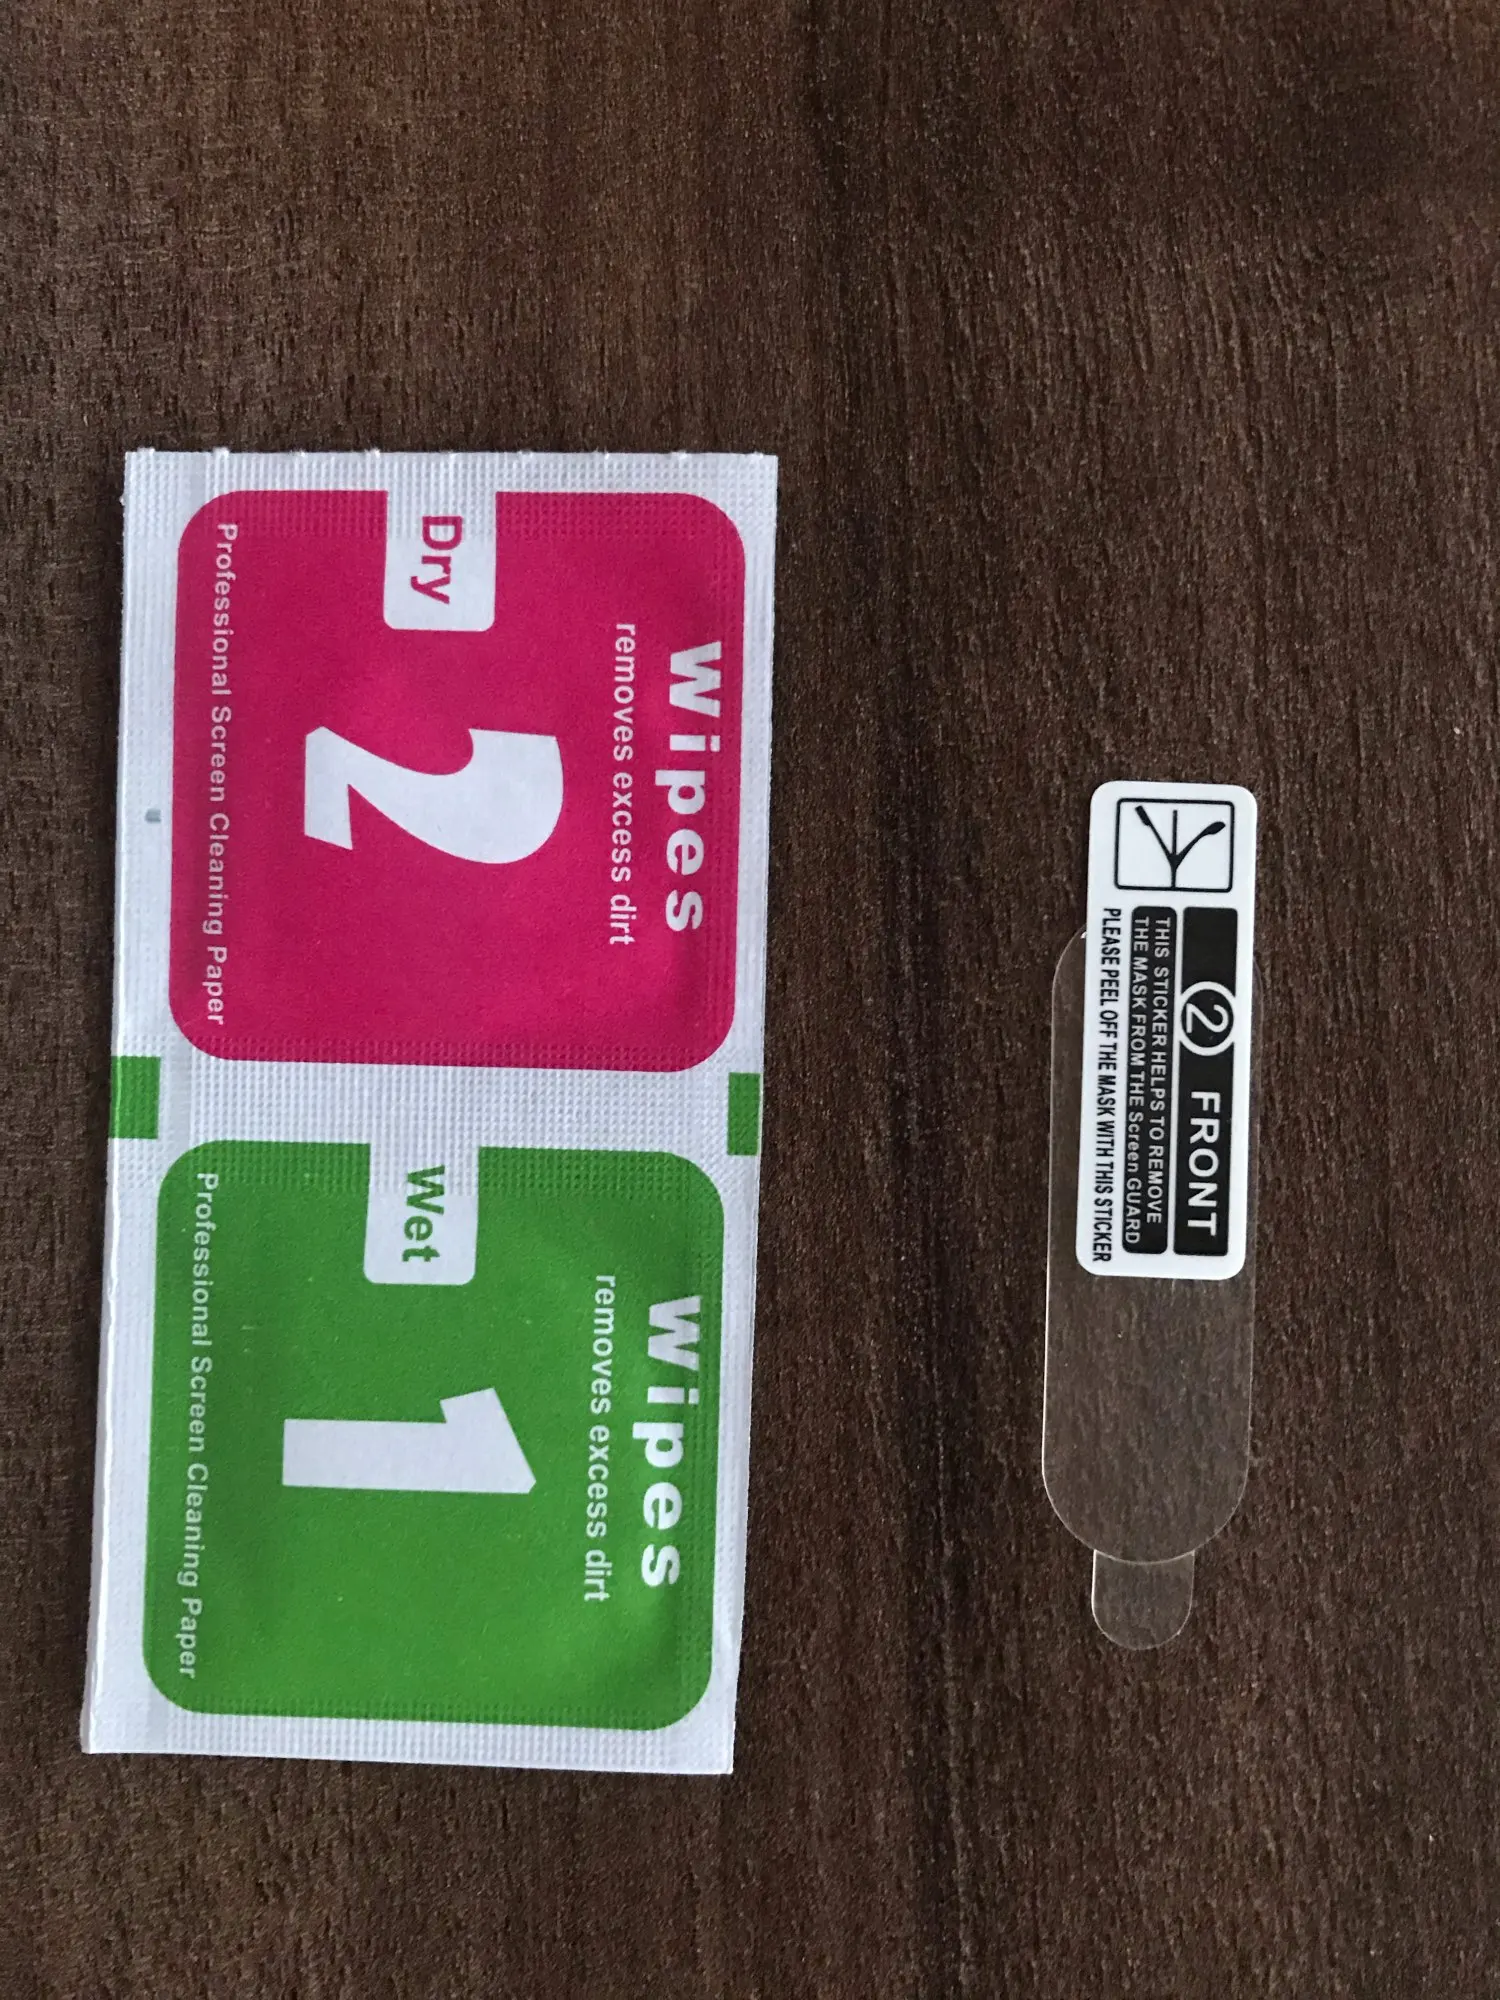 Wipes
removes excess dirt
2
Dry
Professional Screen Cleaning Paper
Wipes
removes excess dirt
1
Wet
Professional Screen Cleaning Paper
2 FRONT
THIS STICKER HELPS TO REMOVE
THE MASK FROM THE Screen GUARD
PLEASE PEEL OFF THE MASK WITH THIS STICKER